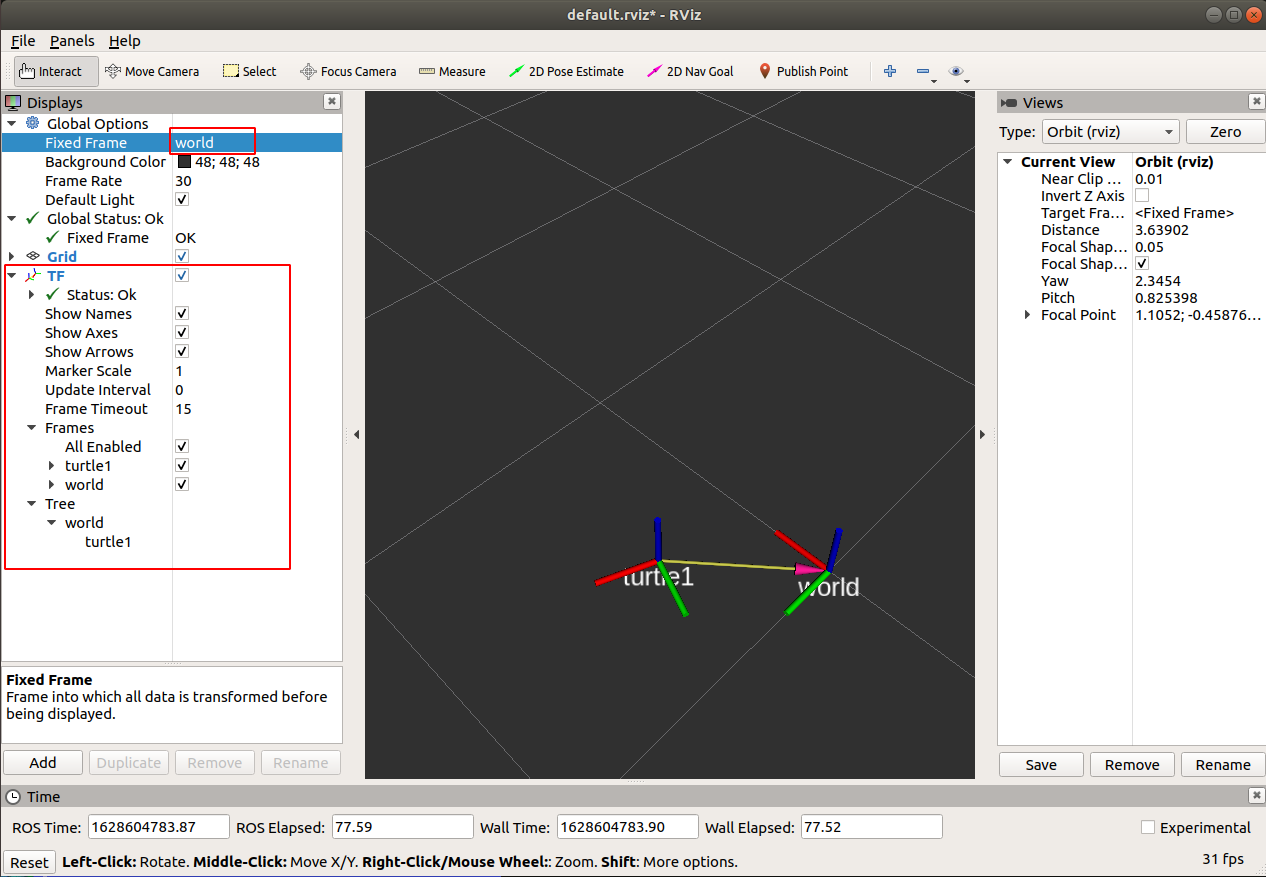 default.rviz* - RViz
File Panels Help
Interact Move Camera Select Focus Camera Measure 2D Pose Estimate 2D Nav Goal Publish Point
Displays
Global Options
Fixed Frame world
Background Color 48; 48; 48
Frame Rate 30
Default Light
Global Status: Ok
Fixed Frame OK
Grid
TF
Status: Ok
Show Names
Show Axes
Show Arrows
Marker Scale 1
Update Interval 0
Frame Timeout 15
Frames
All Enabled
turtle1
world
Tree
world
turtle1
Fixed Frame
Frame into which all data is transformed before
being displayed.
Add Duplicate Remove Rename
turtle1
world
Views
Type: Orbit (rviz) Zero
Current View Orbit (rviz)
Near Clip ... 0.01
Invert Z Axis
Target Fra... <Fixed Frame>
Distance 3.63902
Focal Shap... 0.05
Focal Shap...
Yaw 2.3454
Pitch 0.825398
Focal Point 1.1052; -0.45876...
Save Remove Rename
Time
ROS Time: 1628604783.87 ROS Elapsed: 77.59 Wall Time: 1628604783.90 Wall Elapsed: 77.52 Experimental
Reset Left-Click: Rotate. Middle-Click: Move X/Y. Right-Click/Mouse Wheel:: Zoom. Shift: More options. 31 fps